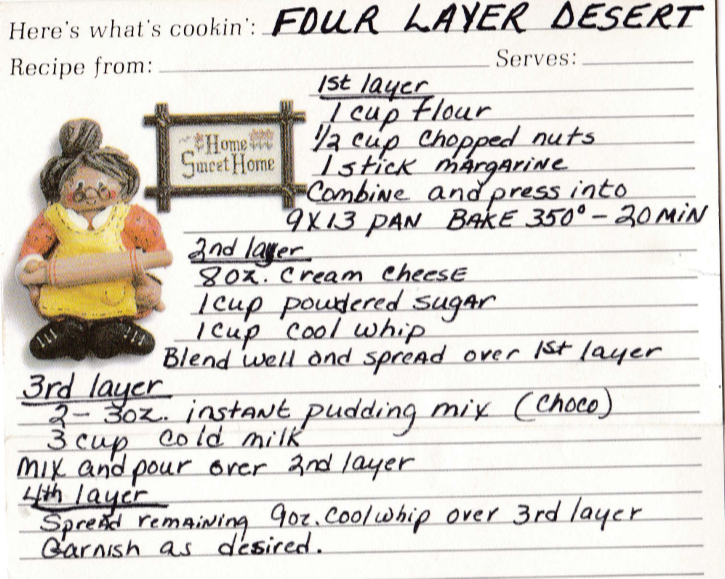 Here's what's cookin': FOUR LAYER DESERT
Recipe from: Serves:
1st layer
1 cup flour
1/2 cup chopped nuts
1 stick margarine
Combine and press into
9X13 PAN BAKE 350° - 20 MIN
Home
Sweet Home
2nd layer
8oz. cream cheese
1 cup powdered sugar
1 cup cool whip
Blend well and spread over 1st layer
3rd layer
2 - 3oz. instant pudding mix (choco)
3 cup cold milk
mix and pour over 2nd layer
4th layer
Spread remaining 9oz. cool whip over 3rd layer
Garnish as desired.